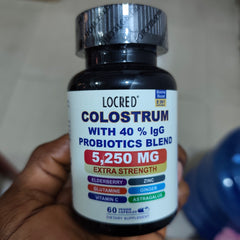 LOCRED®
COLOSTRUM
WITH 40 % IgG
PROBIOTICS BLEND
5,250 MG
EXTRA STRENGTH
ELDERBERRY ZINC
GLUTAMINE GINGER
VITAMIN C ASTRAGALUS
60
DIETARY SUPPLEMENT